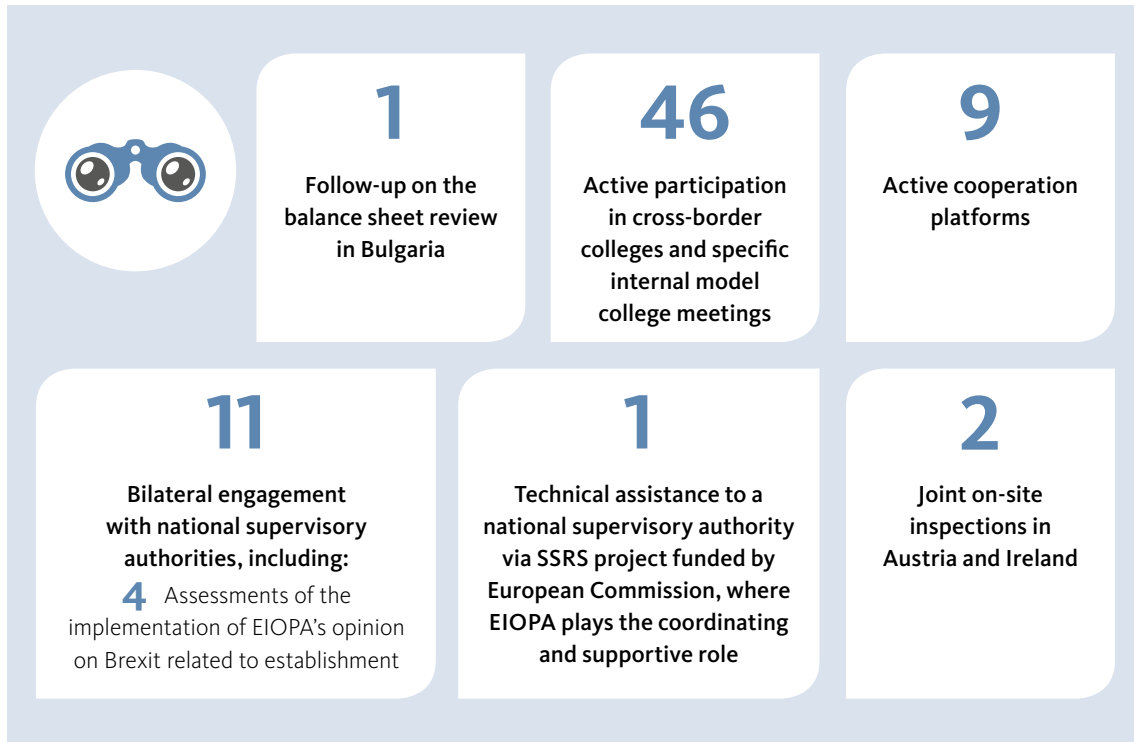 1
Follow-up on the
balance sheet review
in Bulgaria
46
Active participation
in cross-border
colleges and specific
internal model
college meetings
9
Active cooperation
platforms
11
Bilateral engagement
with national supervisory
authorities, including:
4 Assessments of the
implementation of EIOPA’s opinion
on Brexit related to establishment
1
Technical assistance to a
national supervisory authority
via SSRS project funded by
European Commission, where
EIOPA plays the coordinating
and supportive role
2
Joint on-site
inspections in
Austria and Ireland